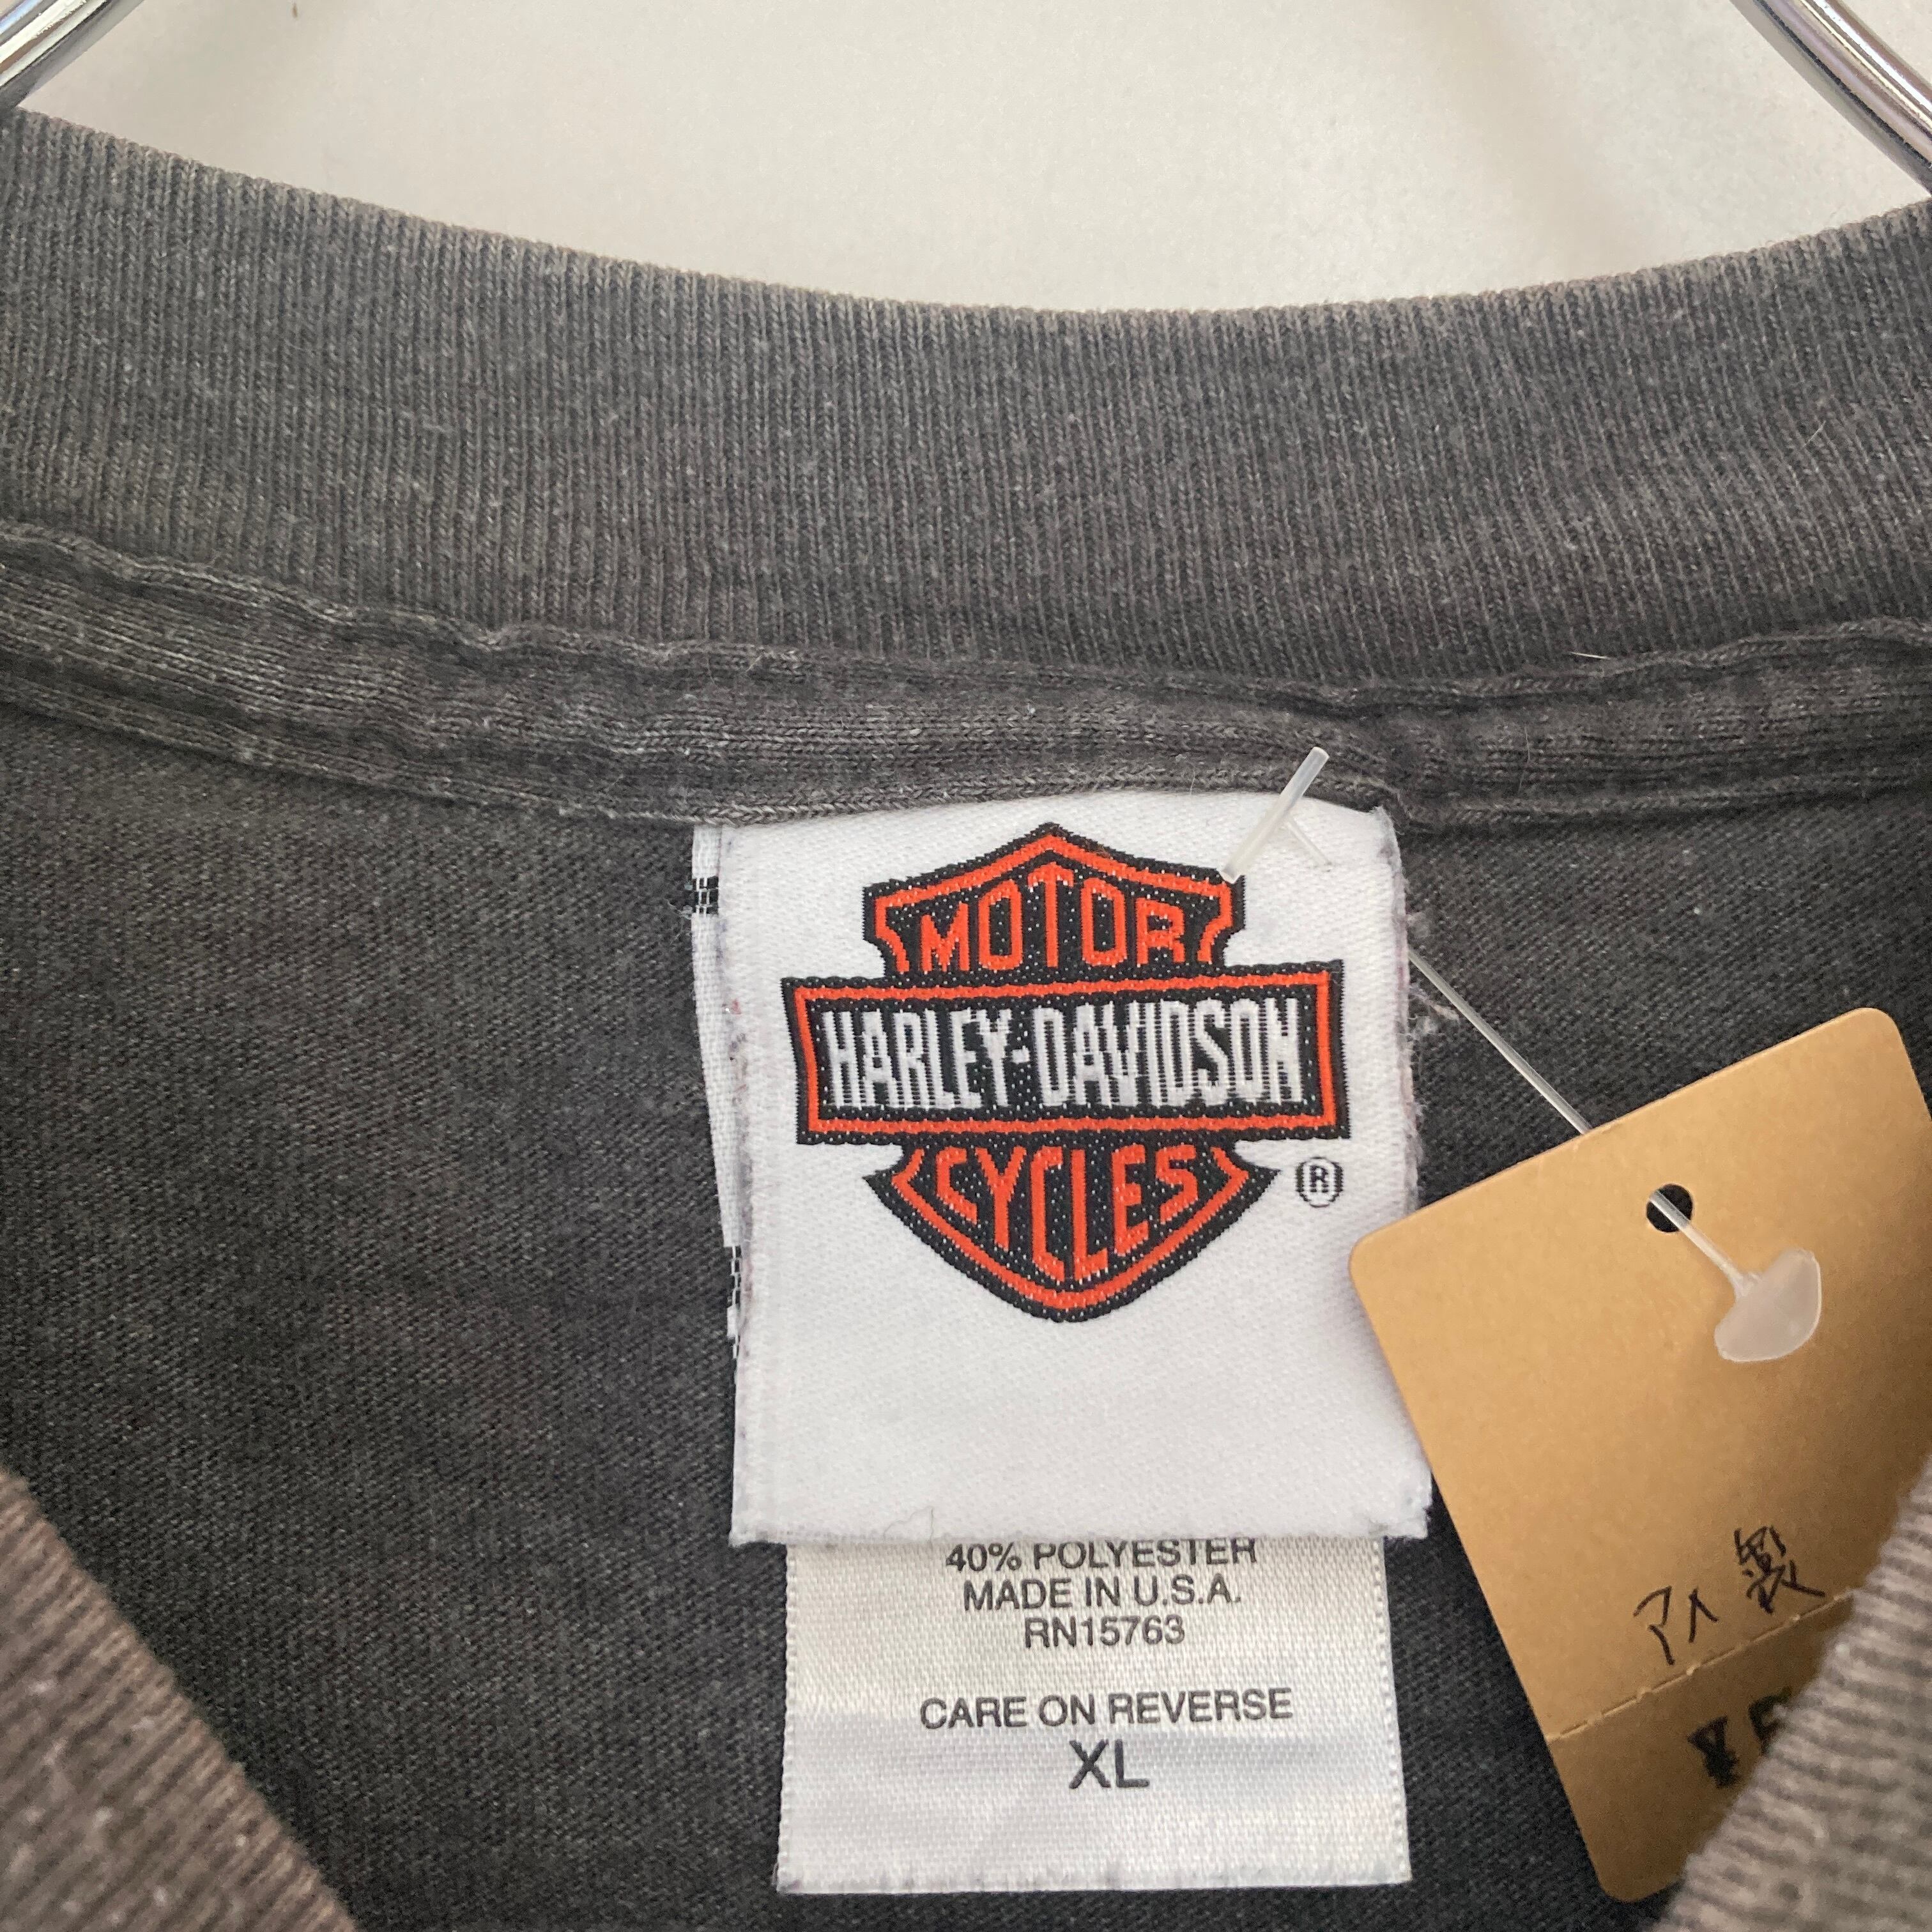 MOTOR
HARLEY-DAVIDSON
CYCLES
®
40% POLYESTER
MADE IN U.S.A.
RN15763
CARE ON REVERSE
XL
アメ製